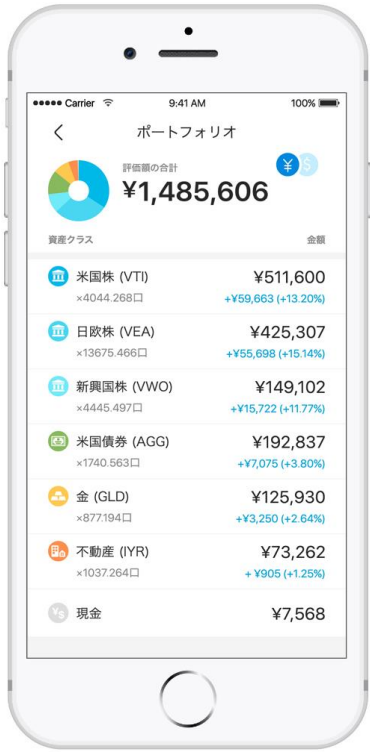 Carrier 9:41 AM 100%
ポートフォリオ
評価額の合計
¥ $
¥1,485,606
資産クラス 金額
米国株 (VTI) ¥511,600
×4044.268口 +¥59,663 (+13.20%)
日欧株 (VEA) ¥425,307
×13675.466口 +¥55,698 (+15.14%)
新興国株 (VWO) ¥149,102
×4445.497口 +¥15,722 (+11.77%)
米国債券 (AGG) ¥192,837
×1740.563口 +¥7,075 (+3.80%)
金 (GLD) ¥125,930
×877.194口 +¥3,250 (+2.64%)
不動産 (IYR) ¥73,262
×1037.264口 + ¥905 (+1.25%)
¥$ 現金 ¥7,568